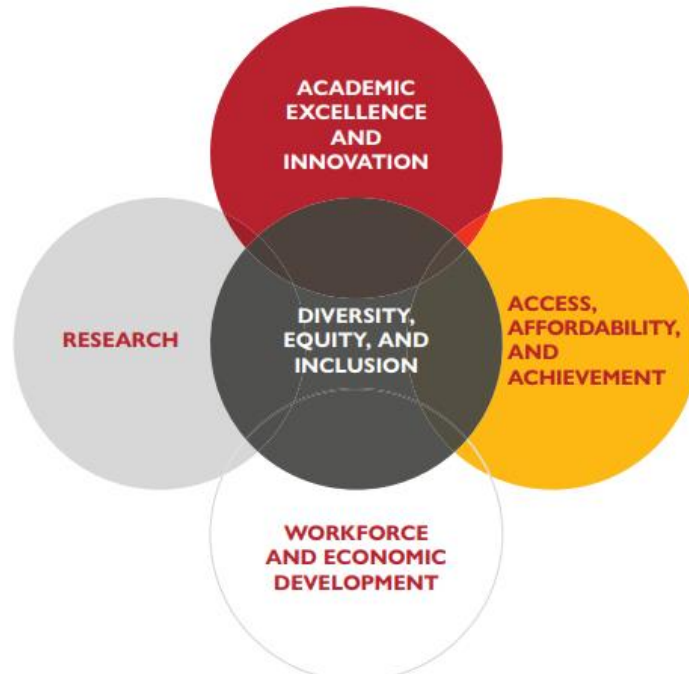 ACADEMIC
EXCELLENCE
AND
INNOVATION
RESEARCH
DIVERSITY,
EQUITY, AND
INCLUSION
ACCESS,
AFFORDABILITY,
AND
ACHIEVEMENT
WORKFORCE
AND ECONOMIC
DEVELOPMENT